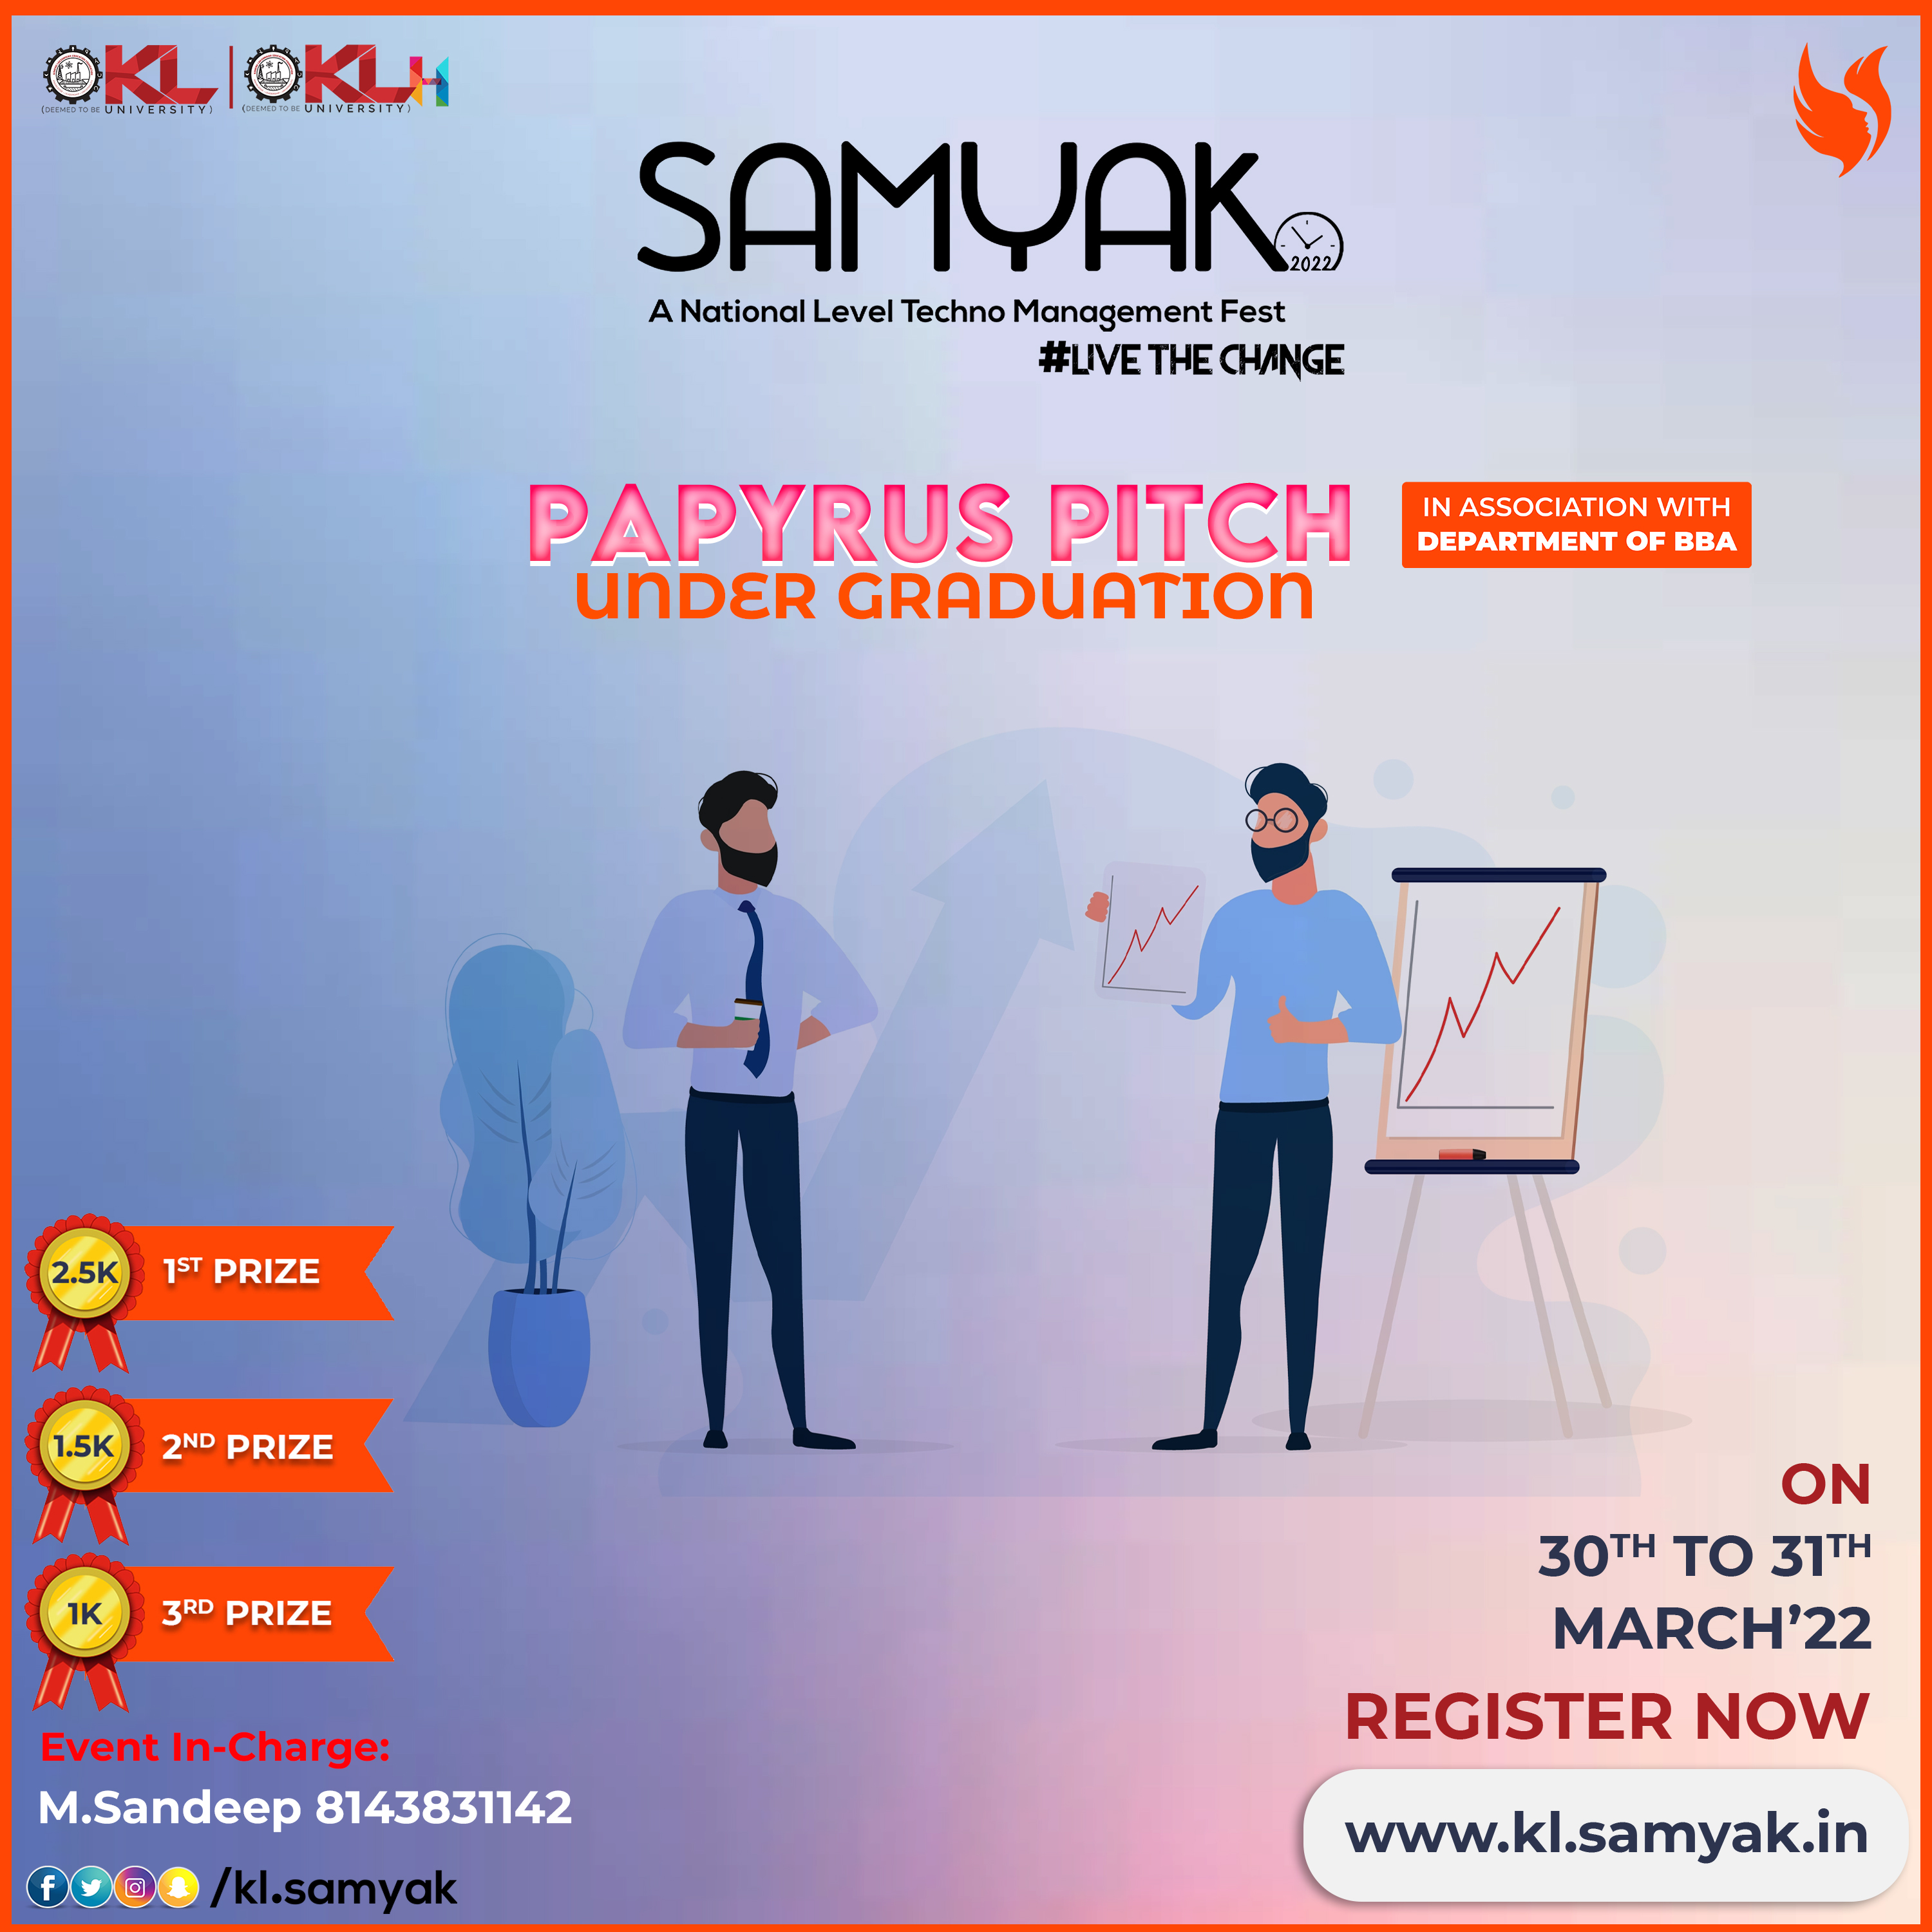 KL
(DEEMED TO BE UNIVERSITY)
KLH
(DEEMED TO BE UNIVERSITY)
SAMYAK
2022
A National Level Techno Management Fest
#LIVE THE CHANGE
PAPYRUS PITCH
UNDER GRADUATION
IN ASSOCIATION WITH
DEPARTMENT OF BBA
2.5K 1ST PRIZE
1.5K 2ND PRIZE
1K 3RD PRIZE
Event In-Charge:
M.Sandeep 8143831142
/kl.samyak
ON
30TH TO 31TH
MARCH'22
REGISTER NOW
www.kl.samyak.in